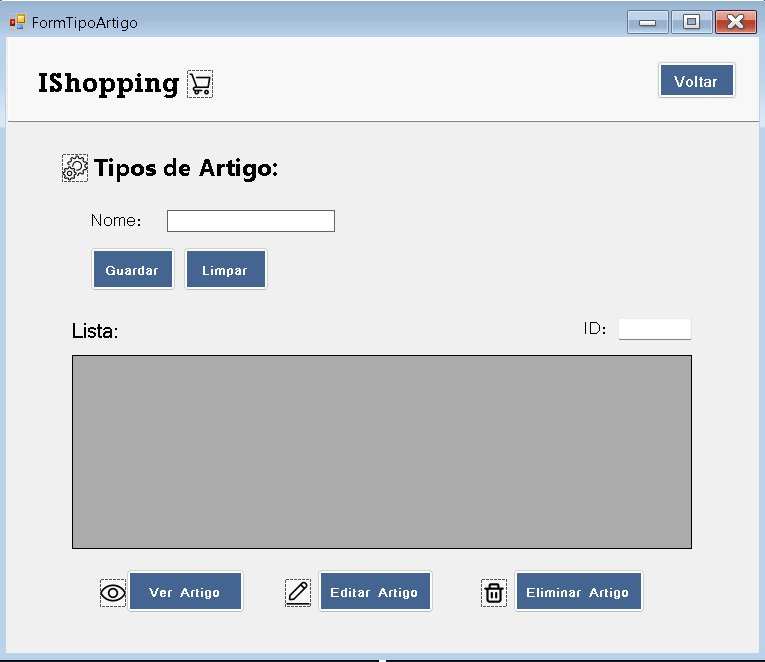 FormTipoArtigo
IShopping
Voltar
Tipos de Artigo:
Nome:
Guardar Limpar
Lista:
ID:
Ver Artigo Editar Artigo Eliminar Artigo